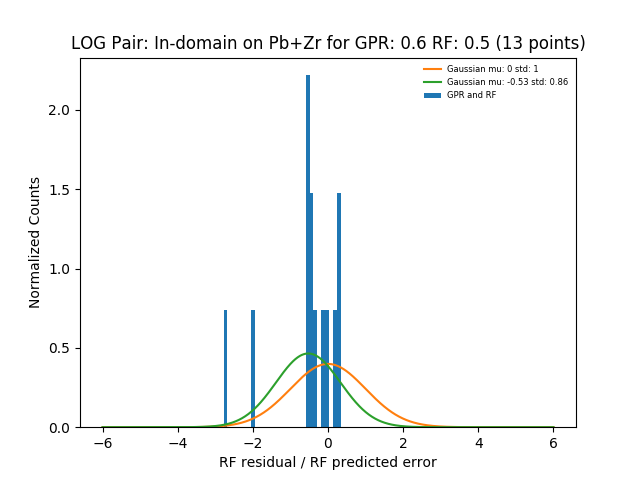 LOG Pair: In-domain on Pb+Zr for GPR: 0.6 RF: 0.5 (13 points)
Gaussian mu: 0 std: 1
Gaussian mu: -0.53 std: 0.86
GPR and RF
Normalized Counts
2.0
1.5
1.0
0.5
0.0
−6 −4 −2 0 2 4 6
RF residual / RF predicted error